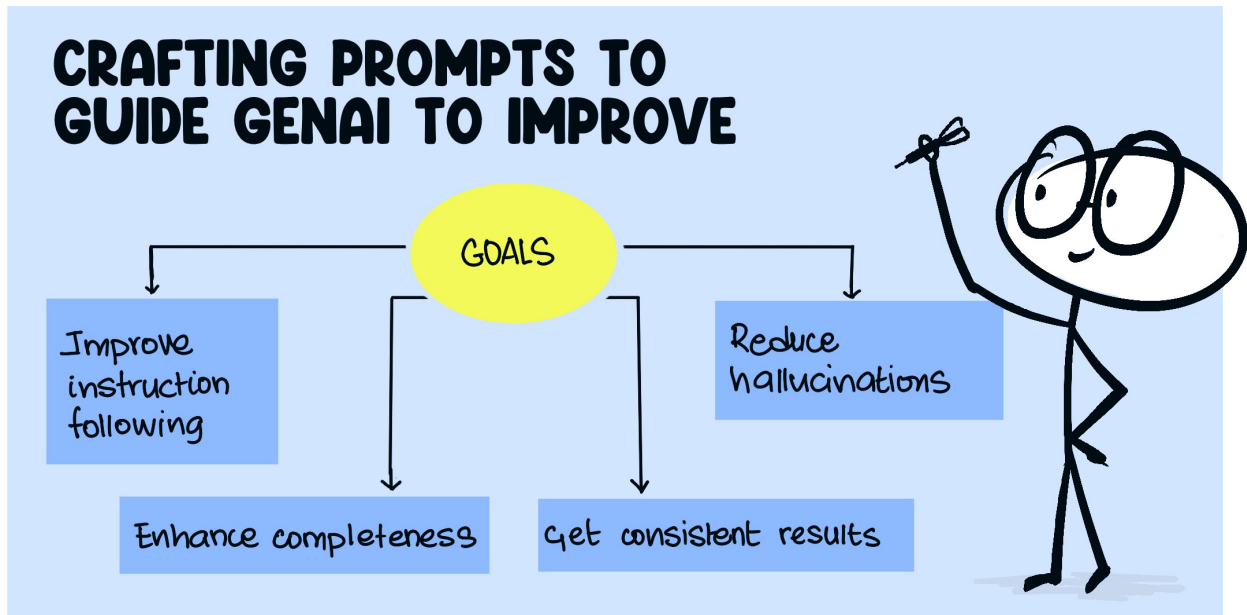 CRAFTING PROMPTS TO
GUIDE GENAI TO IMPROVE
GOALS
Improve
instruction
following
Enhance completeness
Get consistent results
Reduce
hallucinations